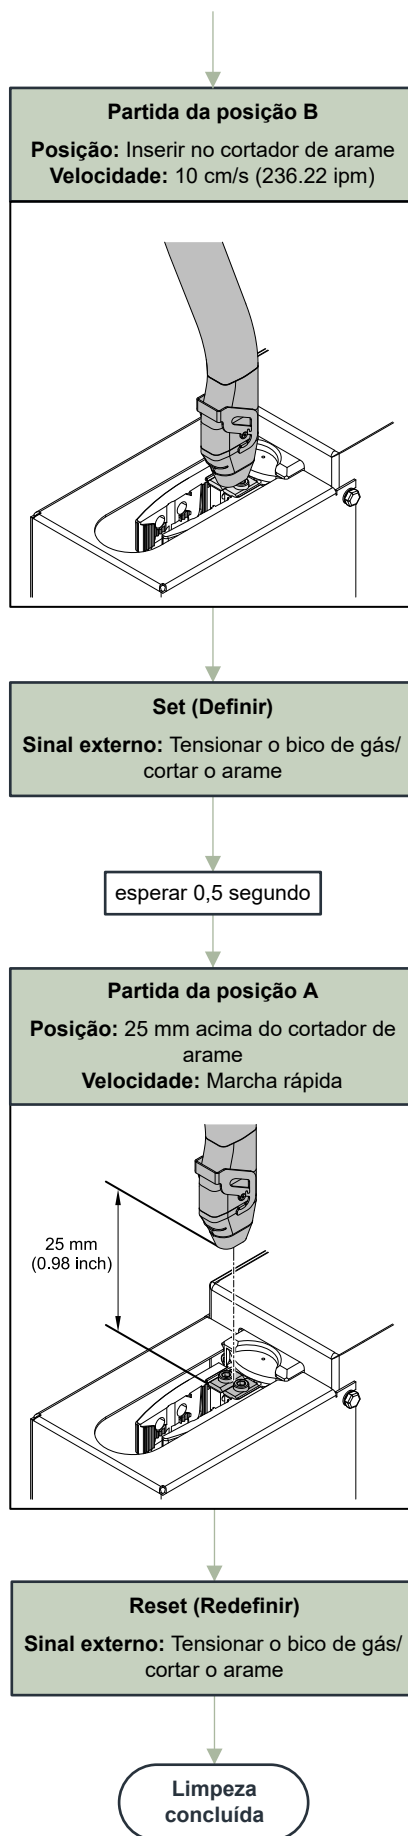 Partida da posição B
Posição: Inserir no cortador de arame
Velocidade: 10 cm/s (236.22 ipm)
Set (Definir)
Sinal externo: Tensionar o bico de gás/
cortar o arame
esperar 0,5 segundo
Partida da posição A
Posição: 25 mm acima do cortador de
arame
Velocidade: Marcha rápida
25 mm
(0.98 inch)
Reset (Redefinir)
Sinal externo: Tensionar o bico de gás/
cortar o arame
Limpeza
concluída